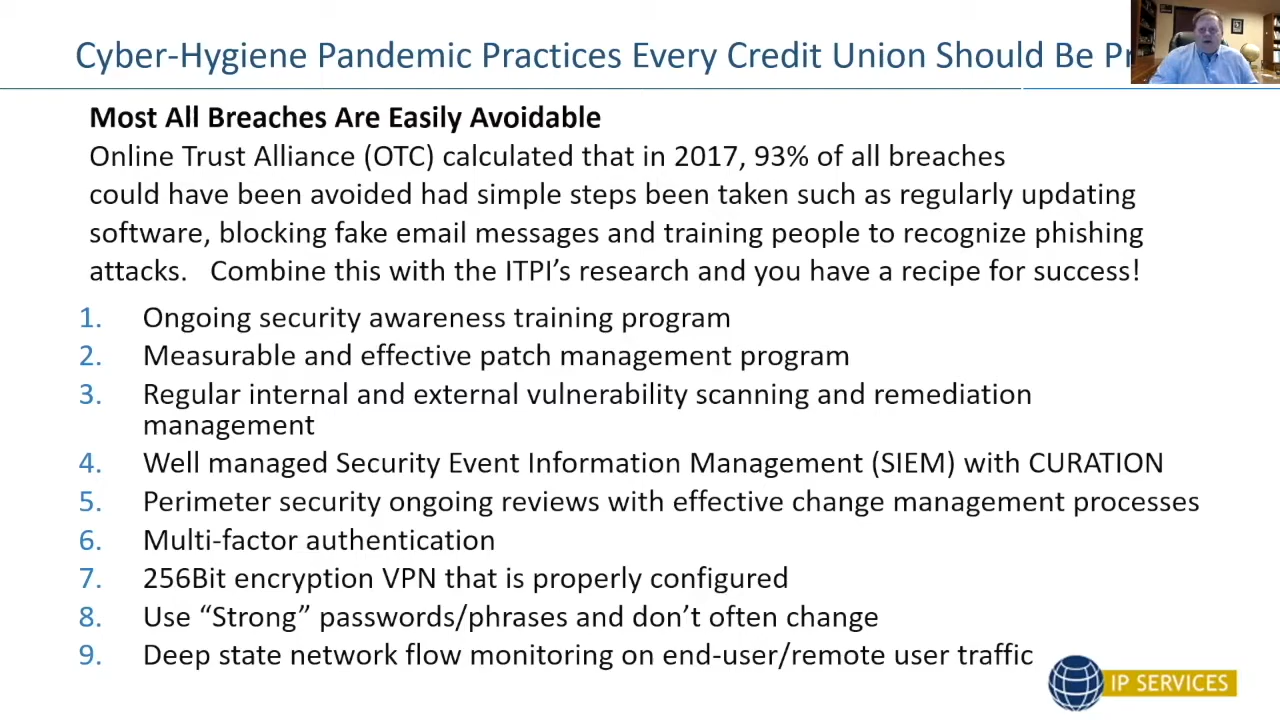 Cyber-Hygiene Pandemic Practices Every Credit Union Should Be
Most All Breaches Are Easily Avoidable
Online Trust Alliance (OTC) calculated that in 2017, 93% of all breaches
could have been avoided had simple steps been taken such as regularly updating
software, blocking fake email messages and training people to recognize phishing
attacks. Combine this with the ITPI’s research and you have a recipe for success!
1. Ongoing security awareness training program
2. Measurable and effective patch management program
3. Regular internal and external vulnerability scanning and remediation
management
4. Well managed Security Event Information Management (SIEM) with CURATION
5. Perimeter security ongoing reviews with effective change management processes
6. Multi-factor authentication
7. 256Bit encryption VPN that is properly configured
8. Use “Strong” passwords/phrases and don’t often change
9. Deep state network flow monitoring on end-user/remote user traffic
IP SERVICES